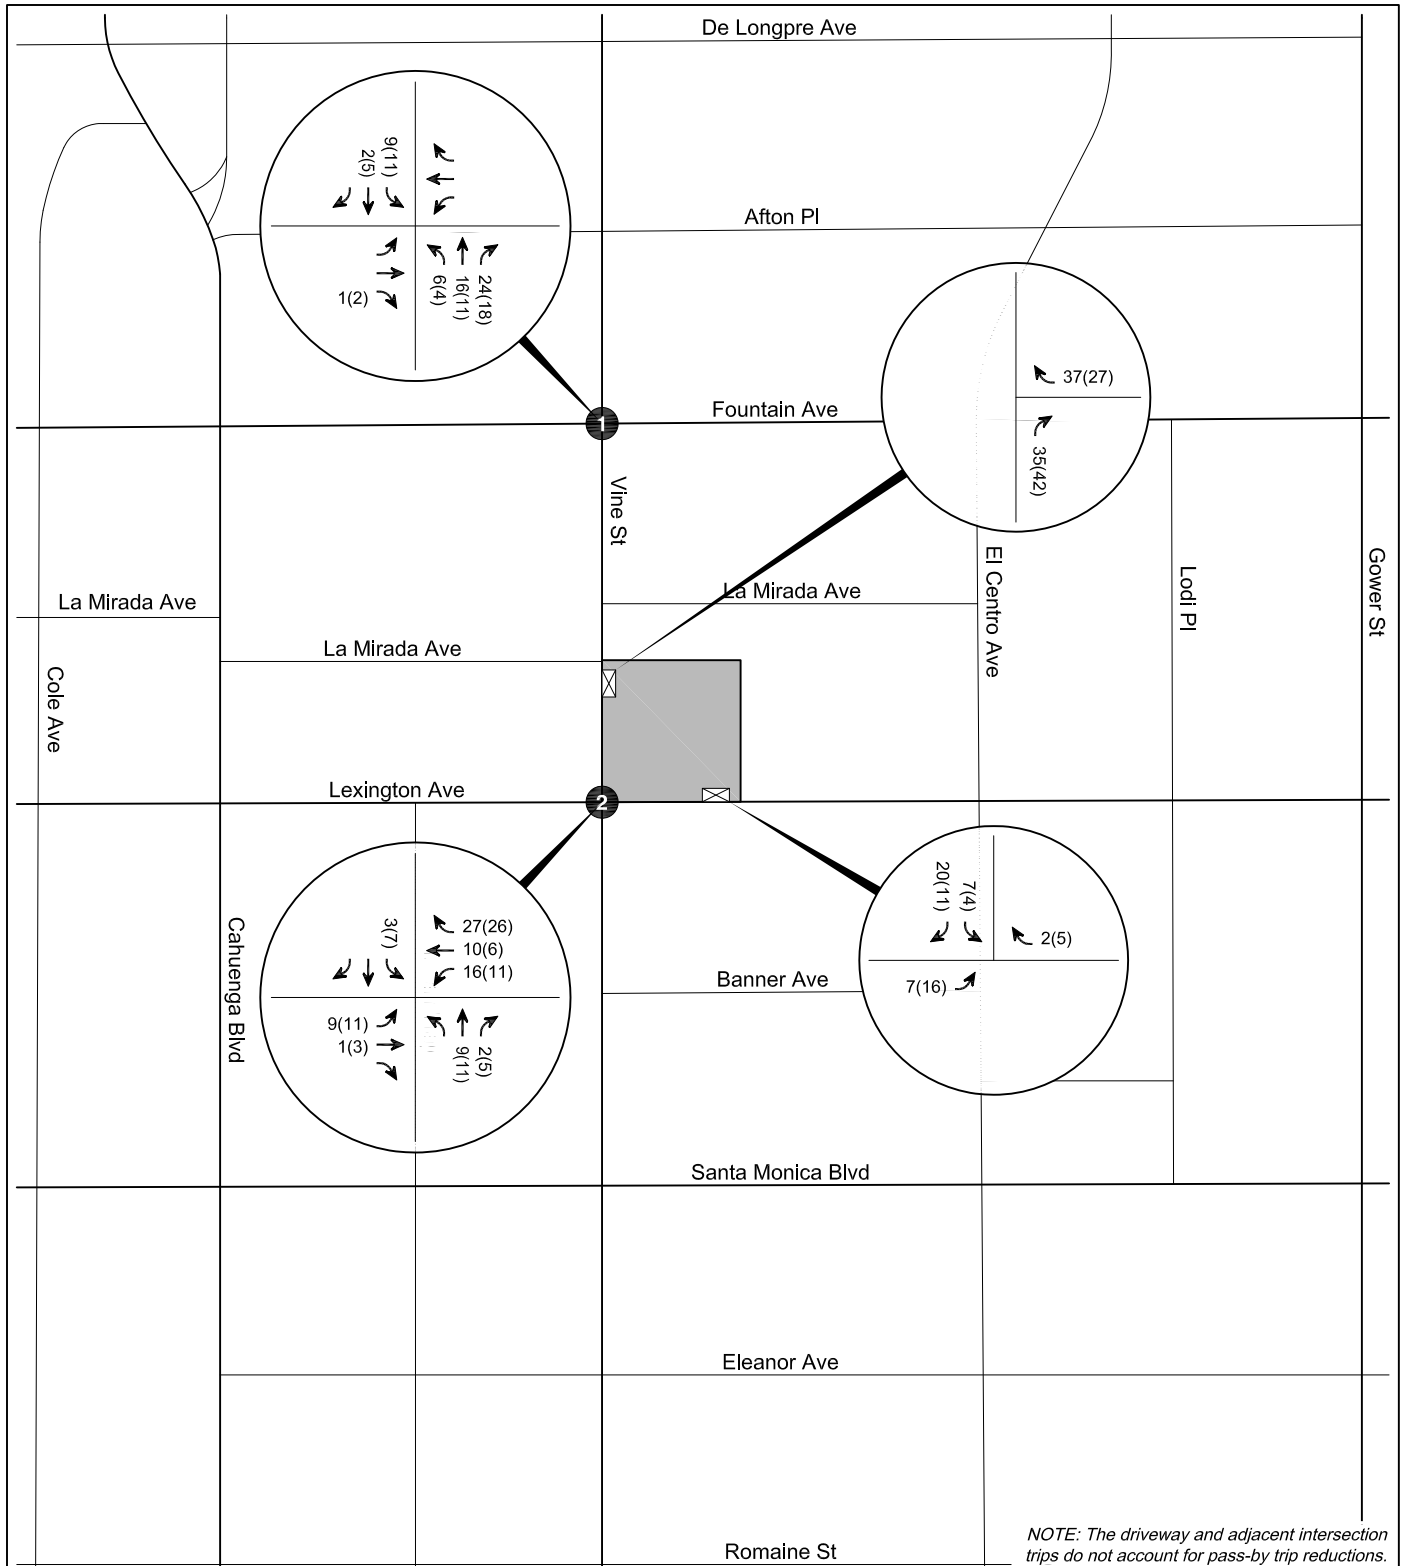 De Longpre Ave
9(11)
2(5)
Afton Pl
6(4)
16(11)
24(18)
1(2)
37(27)
Fountain Ave
1
35(42)
Vine St
El Centro Ave
Lodi Pl
Gower St
La Mirada Ave
La Mirada Ave
La Mirada Ave
Cole Ave
Lexington Ave
2
Cahuenga Blvd
3(7)
27(26)
10(6)
16(11)
9(11)
1(3)
9(11)
2(5)
20(11)
7(4)
2(5)
7(16)
Banner Ave
Santa Monica Blvd
Eleanor Ave
Romaine St
NOTE: The driveway and adjacent intersection
trips do not account for pass-by trip reductions.